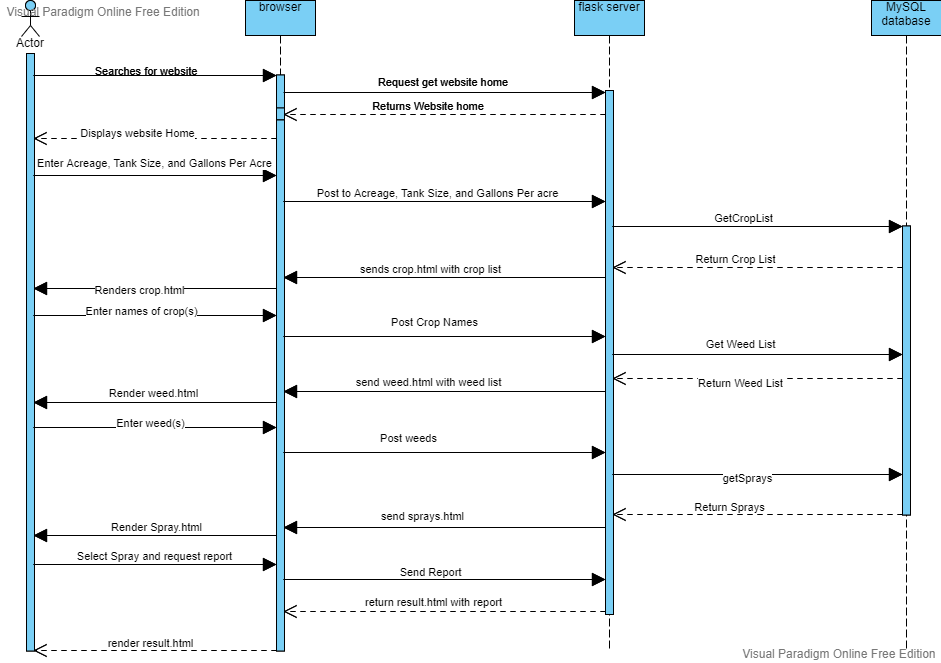 Visual Paradigm Online Free Edition
browser
flask server
MySQL
database
Actor
Searches for website
Request get website home
Returns Website home
Displays website Home
Enter Acreage, Tank Size, and Gallons Per Acre
Post to Acreage, Tank Size, and Gallons Per acre
GetCropList
Return Crop List
sends crop.html with crop list
Renders crop.html
Enter names of crop(s)
Post Crop Names
Get Weed List
Return Weed List
send weed.html with weed list
Render weed.html
Enter weed(s)
Post weeds
getSprays
Return Sprays
send sprays.html
Render Spray.html
Select Spray and request report
Send Report
return result.html with report
render result.html
Visual Paradigm Online Free Edition